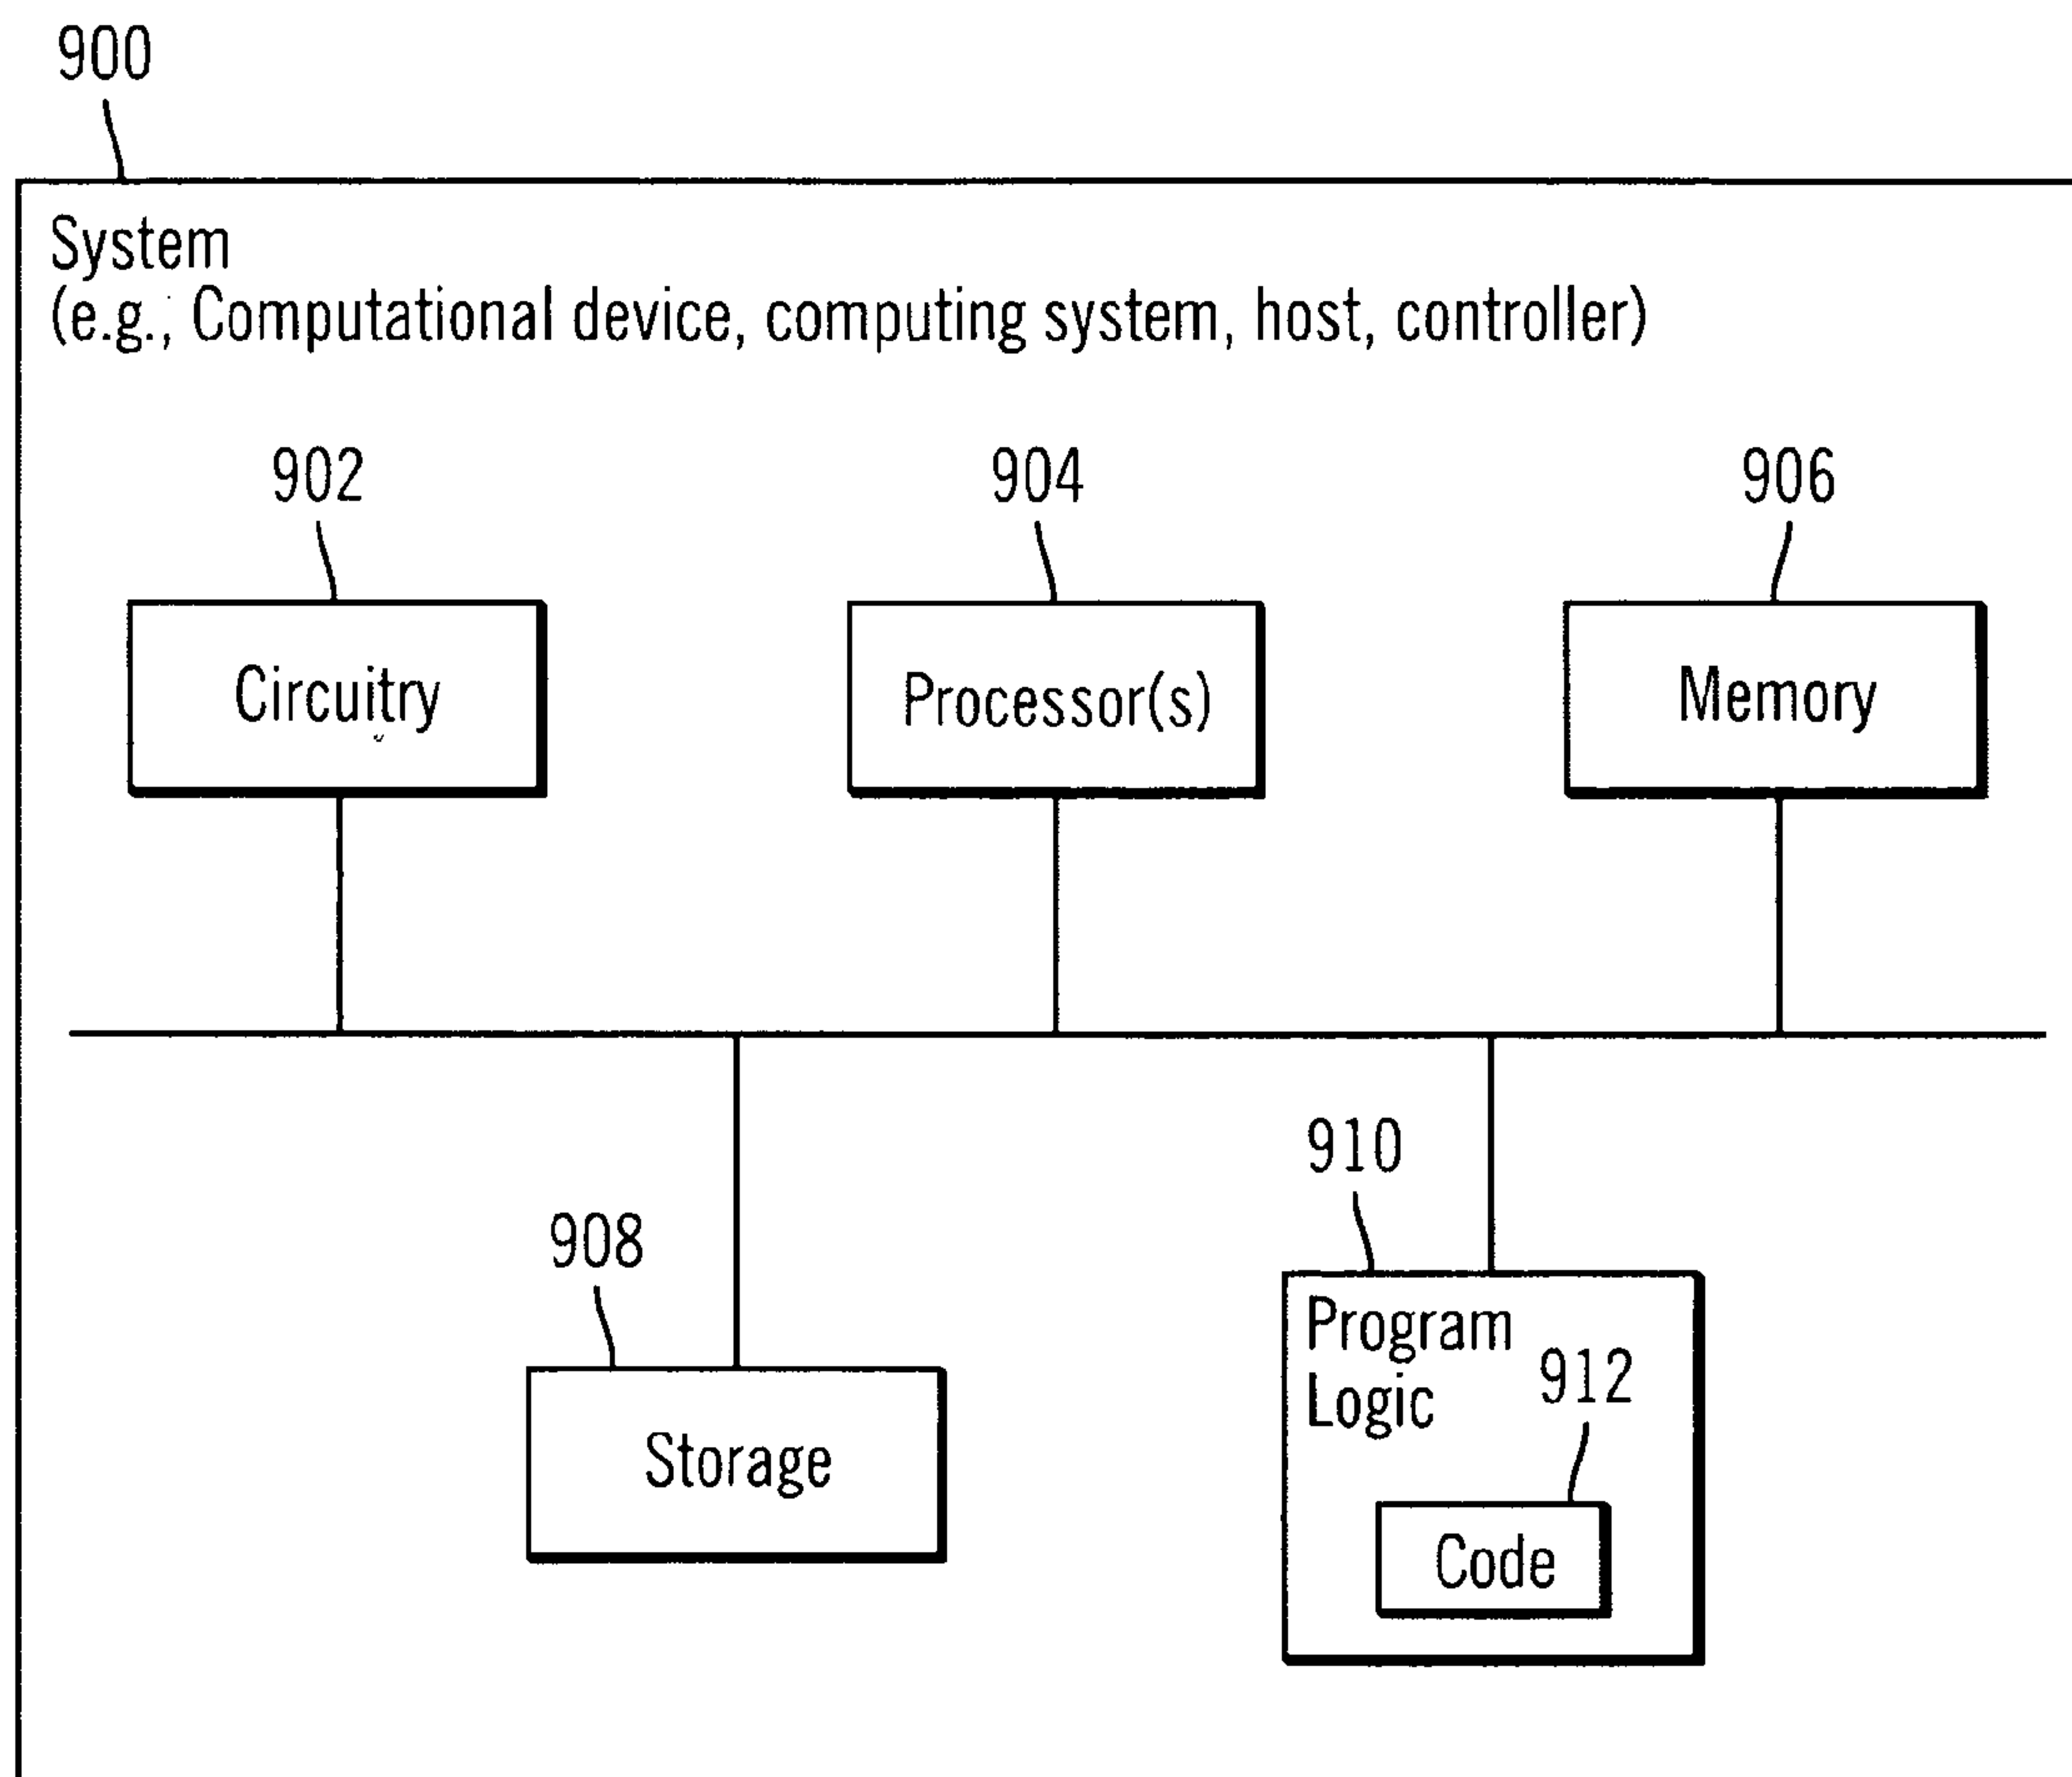 900
System
(e.g., Computational device, computing system, host, controller)
902
904
906
Circuitry
Processor(s)
Memory
910
908
Program
Logic
912
Storage
Code